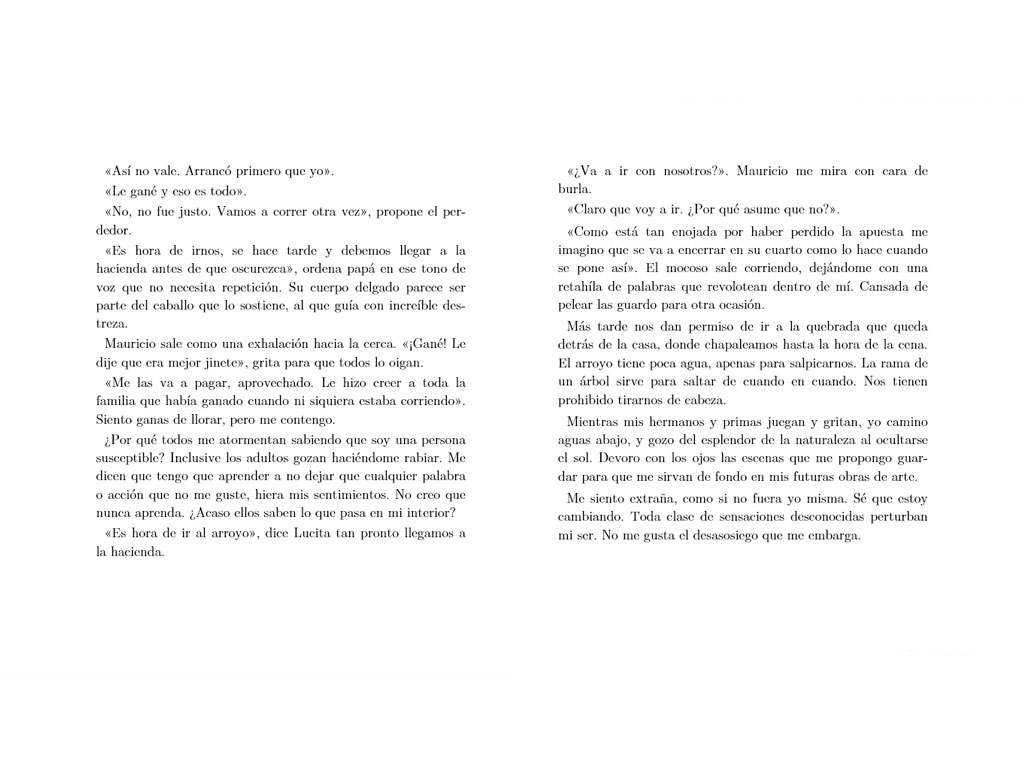 «Así no vale. Arrancó primero que yo».
«Le gané y eso es todo».
«No, no fue justo. Vamos a correr otra vez», propone el per-
dedor.
«Es hora de irnos, se hace tarde y debemos llegar a la
hacienda antes de que oscurezca», ordena papá en ese tono de
voz que no necesita repetición. Su cuerpo delgado parece ser
parte del caballo que lo sostiene, al que guía con increíble des-
treza.
Mauricio sale como una exhalación hacia la cerca. «¡Gané! Le
dije que era mejor jinete», grita para que todos lo oigan.
«Me las va a pagar, aprovechado. Le hizo creer a toda la
familia que había ganado cuando ni siquiera estaba corriendo».
Siento ganas de llorar, pero me contengo.
¿Por qué todos me atormentan sabiendo que soy una persona
susceptible? Inclusive los adultos gozan haciéndome rabiar. Me
dicen que tengo que aprender a no dejar que cualquier palabra
o acción que no me guste, hiera mis sentimientos. No creo que
nunca aprenda. ¿Acaso ellos saben lo que pasa en mi interior?
«Es hora de ir al arroyo», dice Lucita tan pronto llegamos a
la hacienda.
«¿Va a ir con nosotros?». Mauricio me mira con cara de
burla.
«Claro que voy a ir. ¿Por qué asume que no?».
«Como está tan enojada por haber perdido la apuesta me
imagino que se va a encerrar en su cuarto como lo hace cuando
se pone así». El mocoso sale corriendo, dejándome con una
retahíla de palabras que revolotean dentro de mí. Cansada de
pelear las guardo para otra ocasión.
Más tarde nos dan permiso de ir a la quebrada que queda
detrás de la casa, donde chapaleamos hasta la hora de la cena.
El arroyo tiene poca agua, apenas para salpicarnos. La rama de
un árbol sirve para saltar de cuando en cuando. Nos tienen
prohibido tirarnos de cabeza.
Mientras mis hermanos y primas juegan y gritan, yo camino
aguas abajo, y gozo del esplendor de la naturaleza al ocultarse
el sol. Devoro con los ojos las escenas que me propongo guar-
dar para que me sirvan de fondo en mis futuras obras de arte.
Me siento extraña, como si no fuera yo misma. Sé que estoy
cambiando. Toda clase de sensaciones desconocidas perturban
mi ser. No me gusta el desasosiego que me embarga.